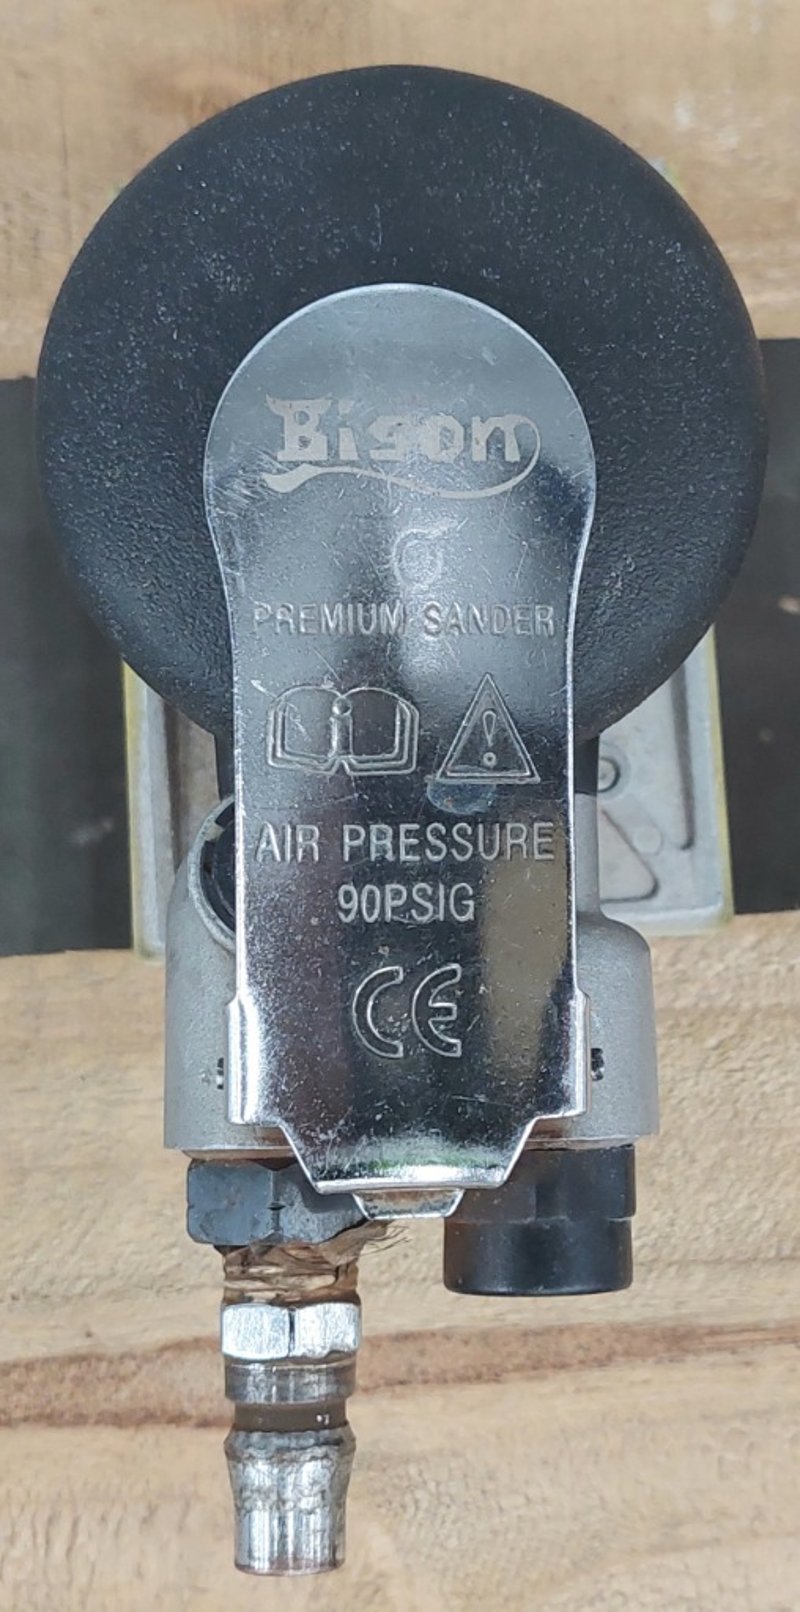 Bison
PREMIUM SANDER
i !
AIR PRESSURE
90PSIG
CE